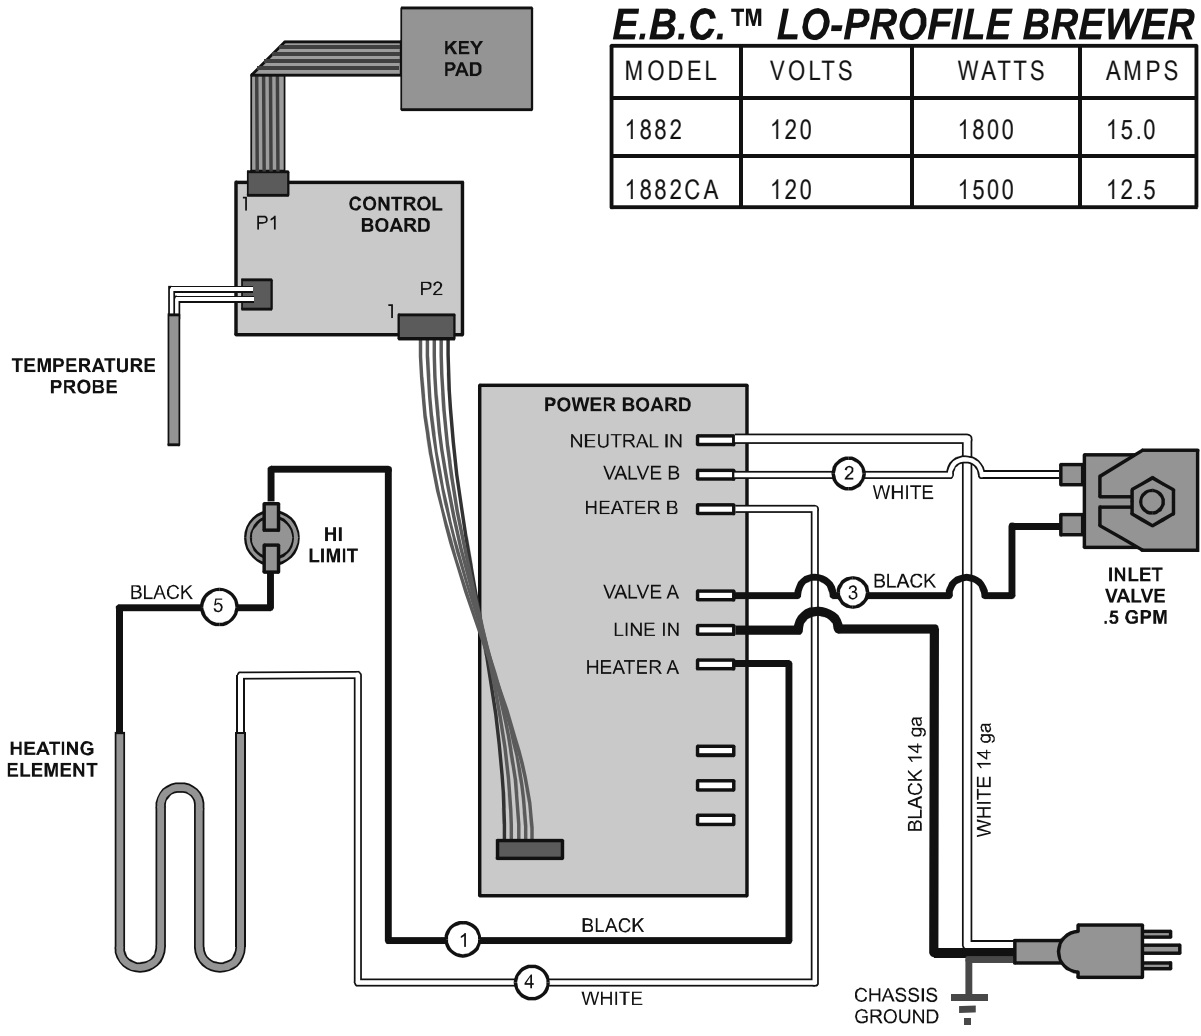 E.B.C.™ LO-PROFILE BREWER
MODEL VOLTS WATTS AMPS
1882 120 1800 15.0
1882CA 120 1500 12.5
KEY
PAD
CONTROL
BOARD
1
P1
P2
1
TEMPERATURE
PROBE
POWER BOARD
NEUTRAL IN
VALVE B
HEATER B
VALVE A
LINE IN
HEATER A
2
WHITE
3
BLACK
INLET
VALVE
.5 GPM
HI
LIMIT
BLACK
5
HEATING
ELEMENT
BLACK 14 ga
WHITE 14 ga
1
BLACK
4
WHITE
CHASSIS
GROUND